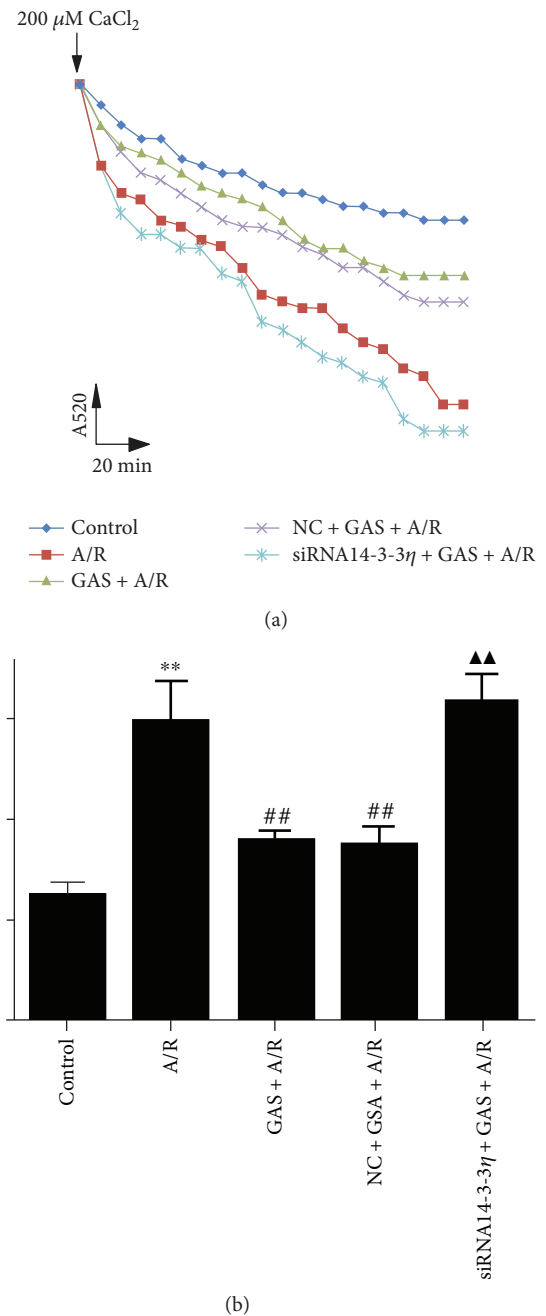 200 μM CaCl₂
A520
20 min
Control
A/R
GAS + A/R
NC + GAS + A/R
siRNA14-3-3η + GAS + A/R
(a)
**
##
##
▲▲
Control
A/R
GAS + A/R
NC + GSA + A/R
siRNA14-3-3η + GAS + A/R
(b)